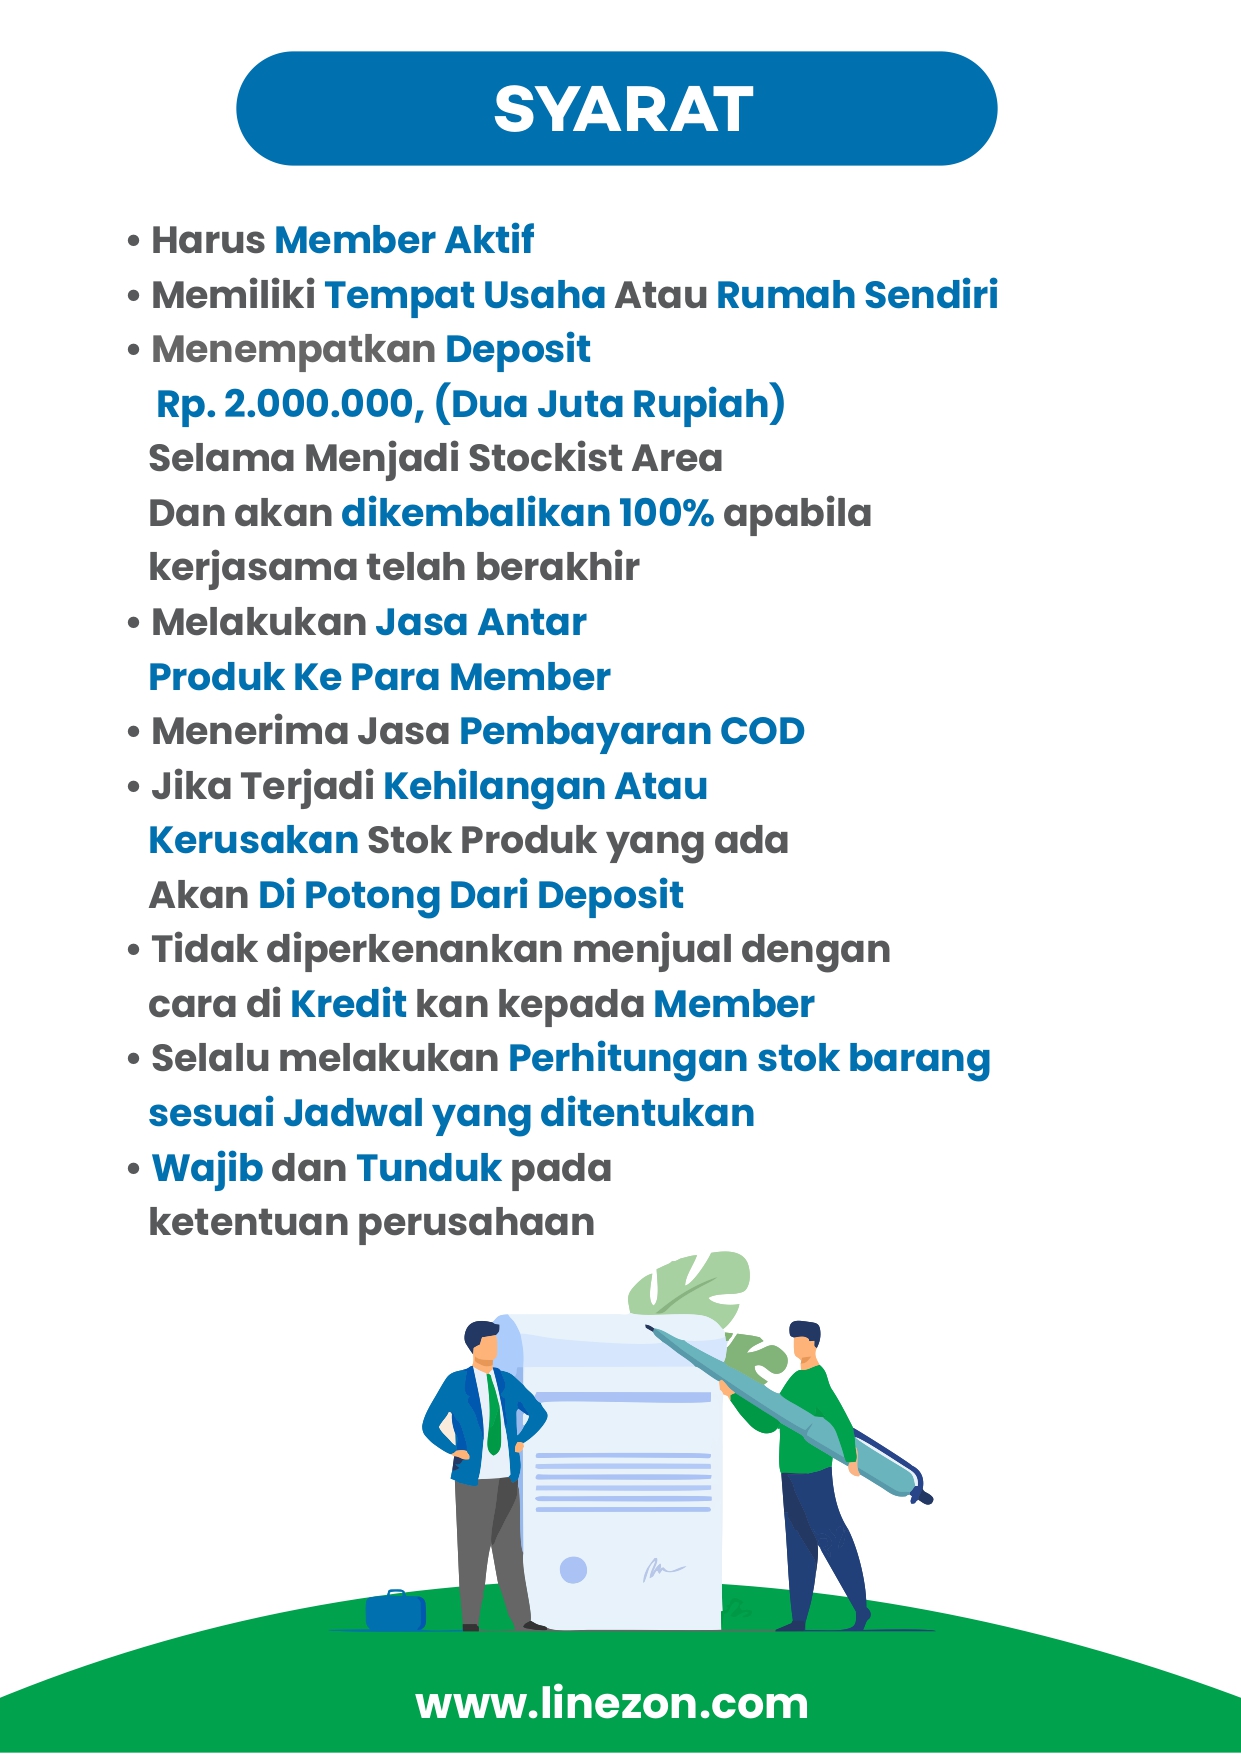 SYARAT
• Harus Member Aktif
• Memiliki Tempat Usaha Atau Rumah Sendiri
• Menempatkan Deposit
Rp. 2.000.000, (Dua Juta Rupiah)
Selama Menjadi Stockist Area
Dan akan dikembalikan 100% apabila
kerjasama telah berakhir
• Melakukan Jasa Antar
Produk Ke Para Member
• Menerima Jasa Pembayaran COD
• Jika Terjadi Kehilangan Atau
Kerusakan Stok Produk yang ada
Akan Di Potong Dari Deposit
• Tidak diperkenankan menjual dengan
cara di Kredit kan kepada Member
• Selalu melakukan Perhitungan stok barang
sesuai Jadwal yang ditentukan
• Wajib dan Tunduk pada
ketentuan perusahaan
www.linezon.com